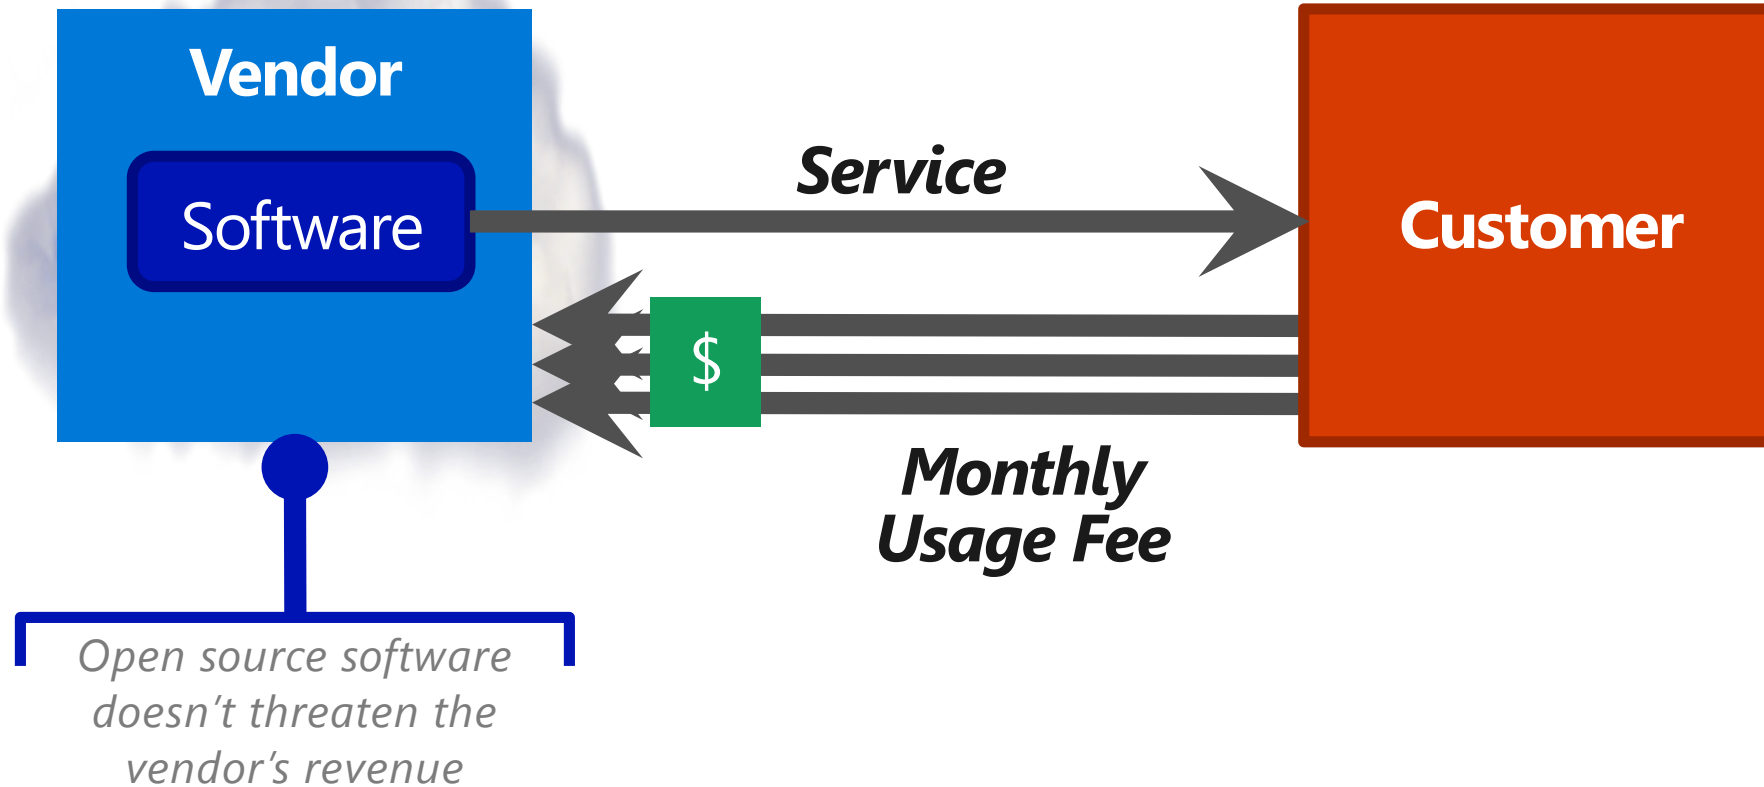 Vendor
Software
Service
Customer
$
Monthly
Usage Fee
Open source software
doesn't threaten the
vendor's revenue